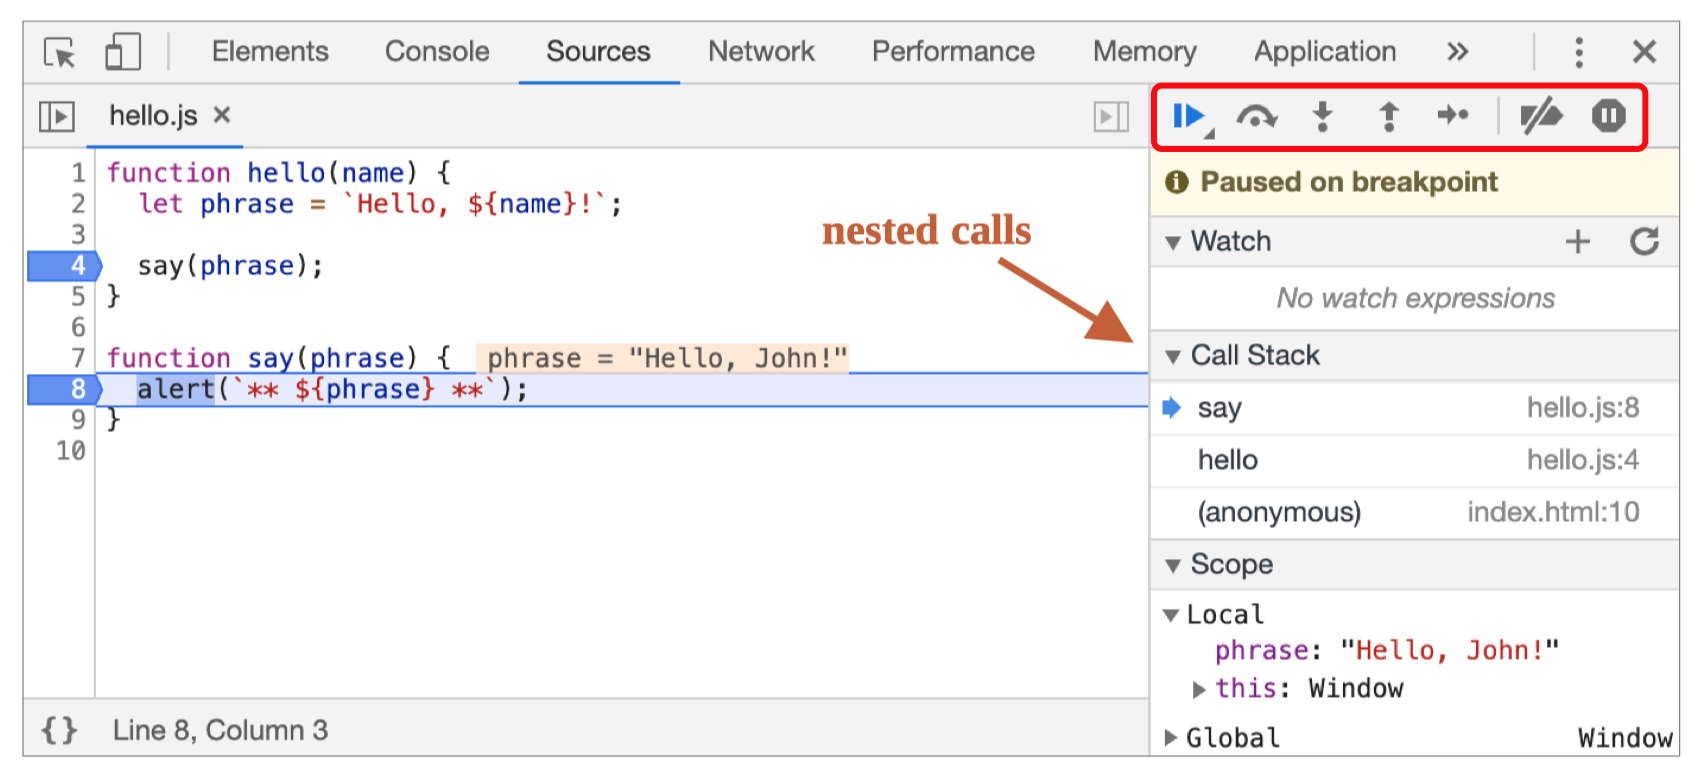 Elements Console Sources Network Performance Memory Application »
hello.js ×
Paused on breakpoint
1 function hello(name) {
2 let phrase = `Hello, ${name}!`;
3
4 say(phrase);
5 }
6
7 function say(phrase) { phrase = "Hello, John!"
8 alert(`** ${phrase} **`);
9 }
10
nested calls
Watch
No watch expressions
Call Stack
say hello.js:8
hello hello.js:4
(anonymous) index.html:10
Scope
Local
phrase: "Hello, John!"
this: Window
Global Window
{} Line 8, Column 3